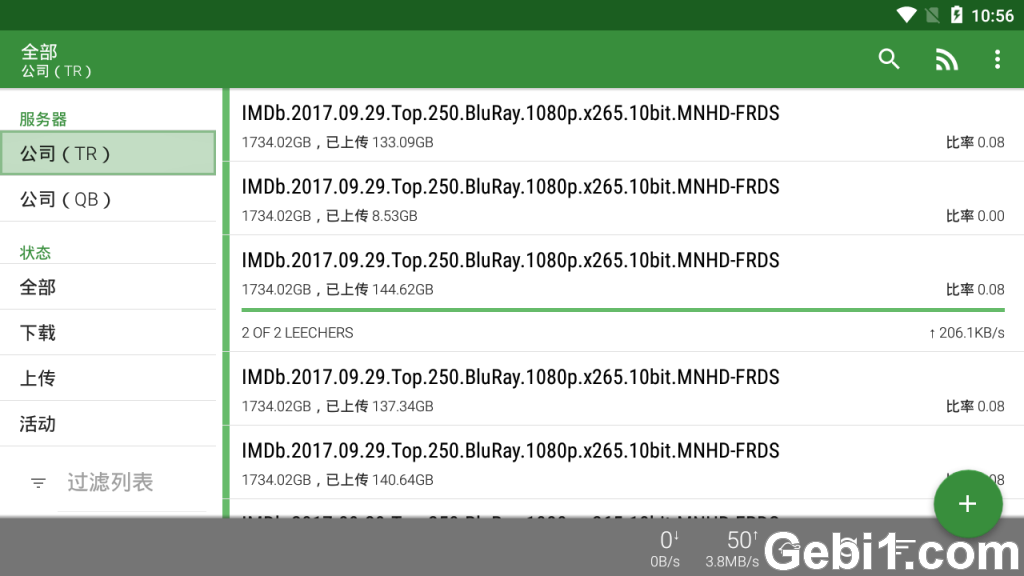 10:56
全部
公司（TR）
服务器
公司（TR）
公司（QB）
状态
全部
下载
上传
活动
过滤列表
IMDb.2017.09.29.Top.250.BluRay.1080p.x265.10bit.MNHD-FRDS
1734.02GB，已上传 133.09GB
比率 0.08
IMDb.2017.09.29.Top.250.BluRay.1080p.x265.10bit.MNHD-FRDS
1734.02GB，已上传 8.53GB
比率 0.00
IMDb.2017.09.29.Top.250.BluRay.1080p.x265.10bit.MNHD-FRDS
1734.02GB，已上传 144.62GB
比率 0.08
2 OF 2 LEECHERS
↑ 206.1KB/s
IMDb.2017.09.29.Top.250.BluRay.1080p.x265.10bit.MNHD-FRDS
1734.02GB，已上传 137.34GB
比率 0.08
IMDb.2017.09.29.Top.250.BluRay.1080p.x265.10bit.MNHD-FRDS
1734.02GB，已上传 140.64GB
0↓
0B/s
50↑
3.8MB/s
Gebi1.com